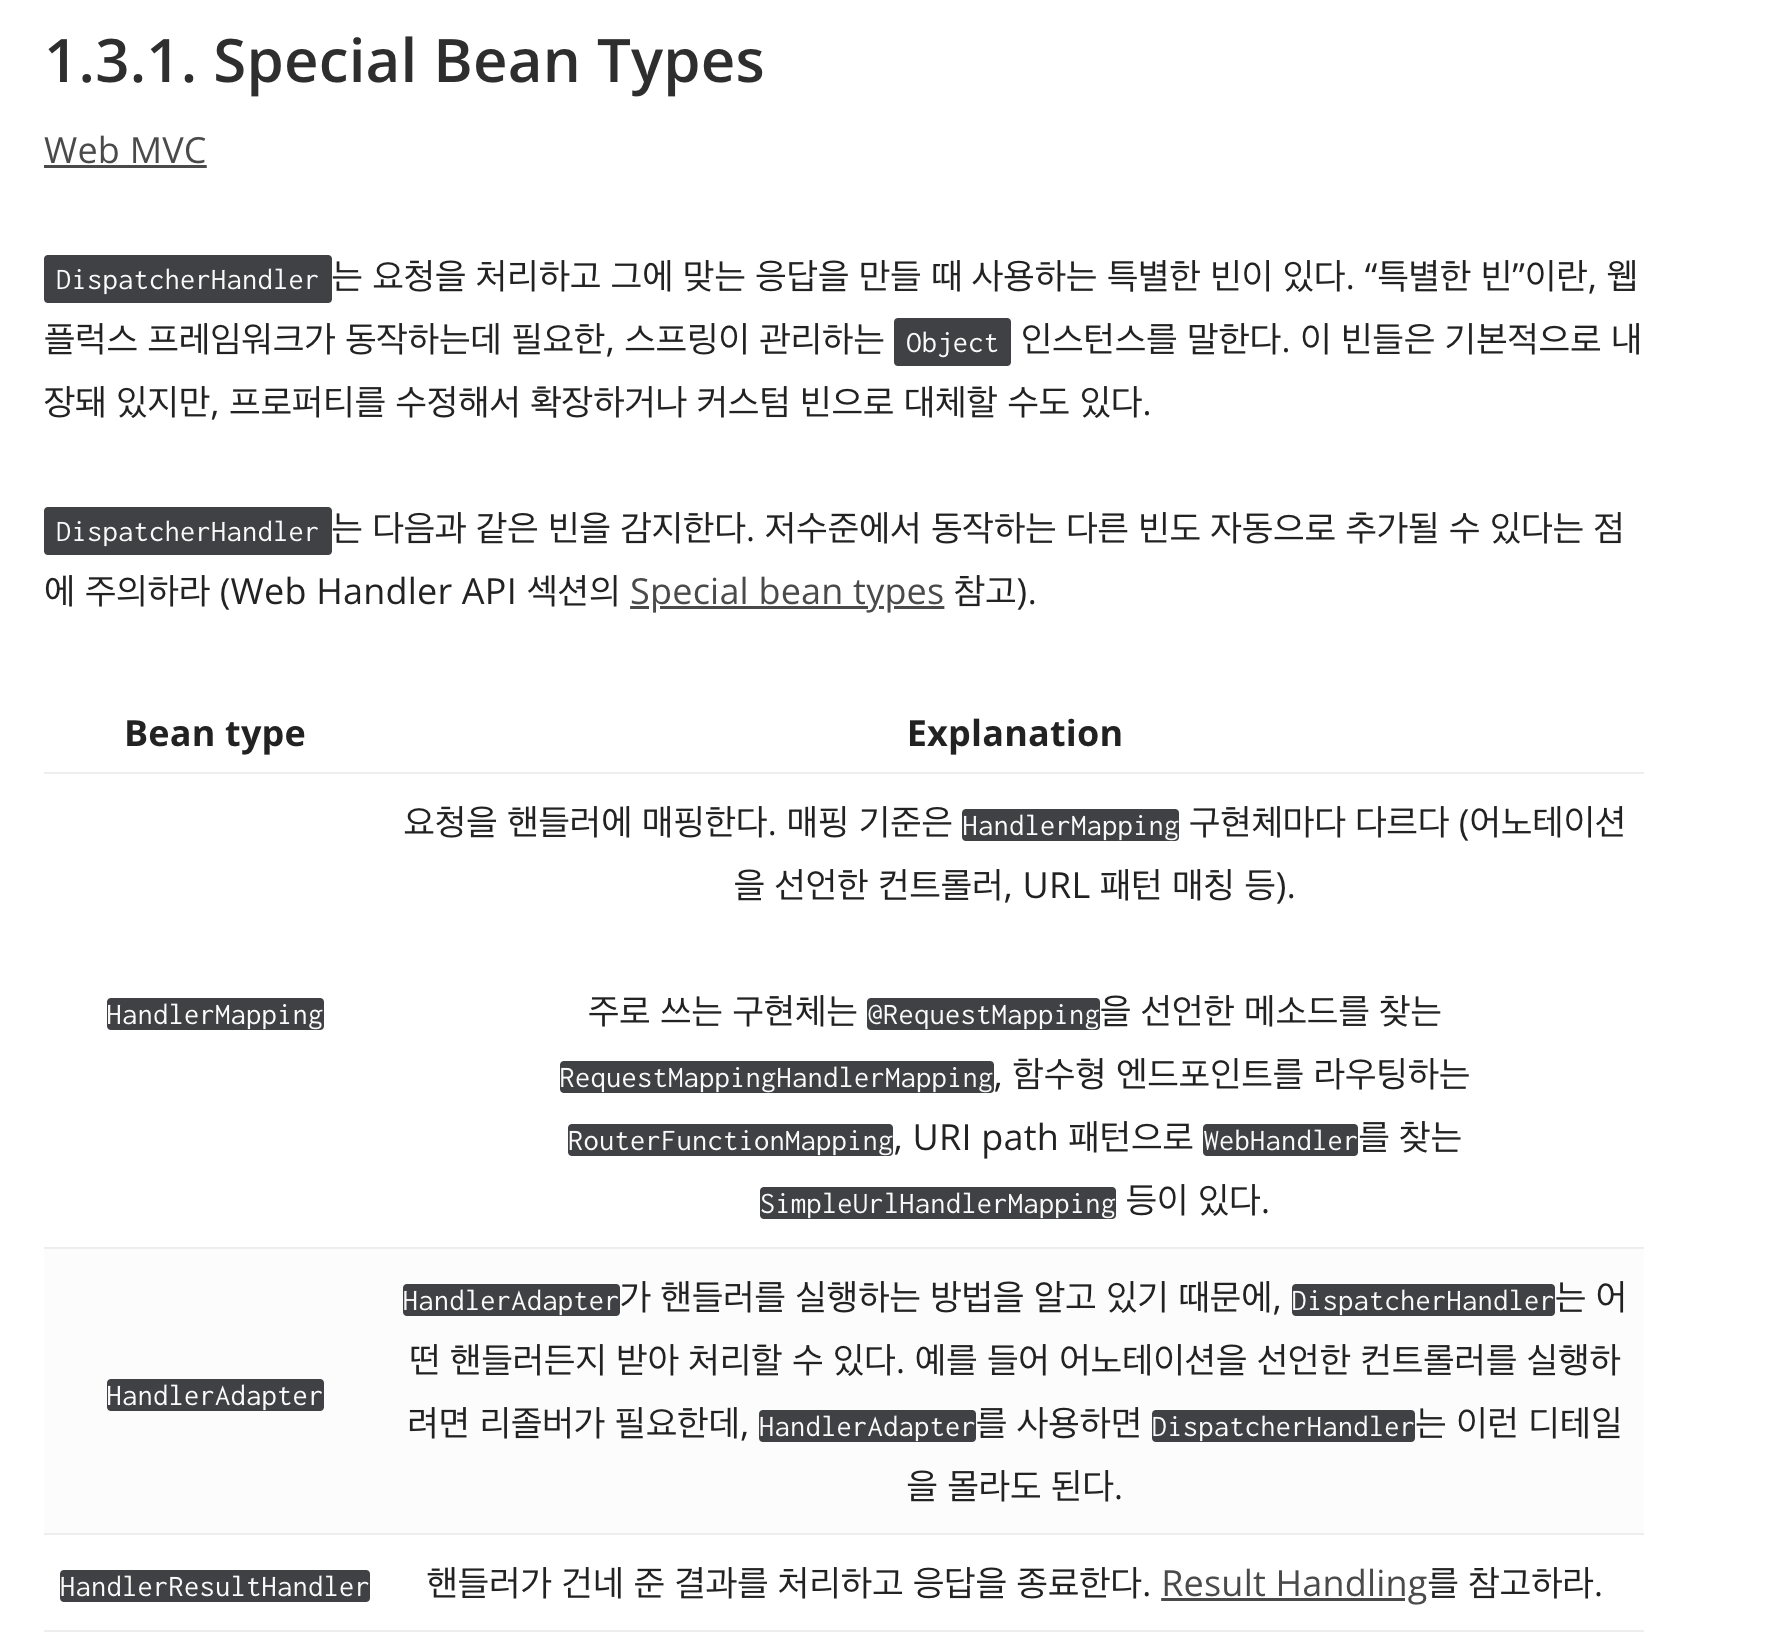 1.3.1. Special Bean Types
Web MVC
DispatcherHandler는 요청을 처리하고 그에 맞는 응답을 만들 때 사용하는 특별한 빈이 있다. “특별한 빈”이란, 웹
플럭스 프레임워크가 동작하는데 필요한, 스프링이 관리하는 Object 인스턴스를 말한다. 이 빈들은 기본적으로 내
장돼 있지만, 프로퍼티를 수정해서 확장하거나 커스텀 빈으로 대체할 수도 있다.
DispatcherHandler는 다음과 같은 빈을 감지한다. 저수준에서 동작하는 다른 빈도 자동으로 추가될 수 있다는 점
에 주의하라 (Web Handler API 섹션의 Special bean types 참고).
Bean type Explanation
요청을 핸들러에 매핑한다. 매핑 기준은 HandlerMapping 구현체마다 다르다 (어노테이션
을 선언한 컨트롤러, URL 패턴 매칭 등).
HandlerMapping 주로 쓰는 구현체는 @RequestMapping을 선언한 메소드를 찾는
RequestMappingHandlerMapping, 함수형 엔드포인트를 라우팅하는
RouterFunctionMapping, URI path 패턴으로 WebHandler를 찾는
SimpleUrlHandlerMapping 등이 있다.
HandlerAdapter가 핸들러를 실행하는 방법을 알고 있기 때문에, DispatcherHandler는 어
떤 핸들러든지 받아 처리할 수 있다. 예를 들어 어노테이션을 선언한 컨트롤러를 실행하
HandlerAdapter
려면 리졸버가 필요한데, HandlerAdapter를 사용하면 DispatcherHandler는 이런 디테일
을 몰라도 된다.
HandlerResultHandler 핸들러가 건네 준 결과를 처리하고 응답을 종료한다. Result Handling를 참고하라.